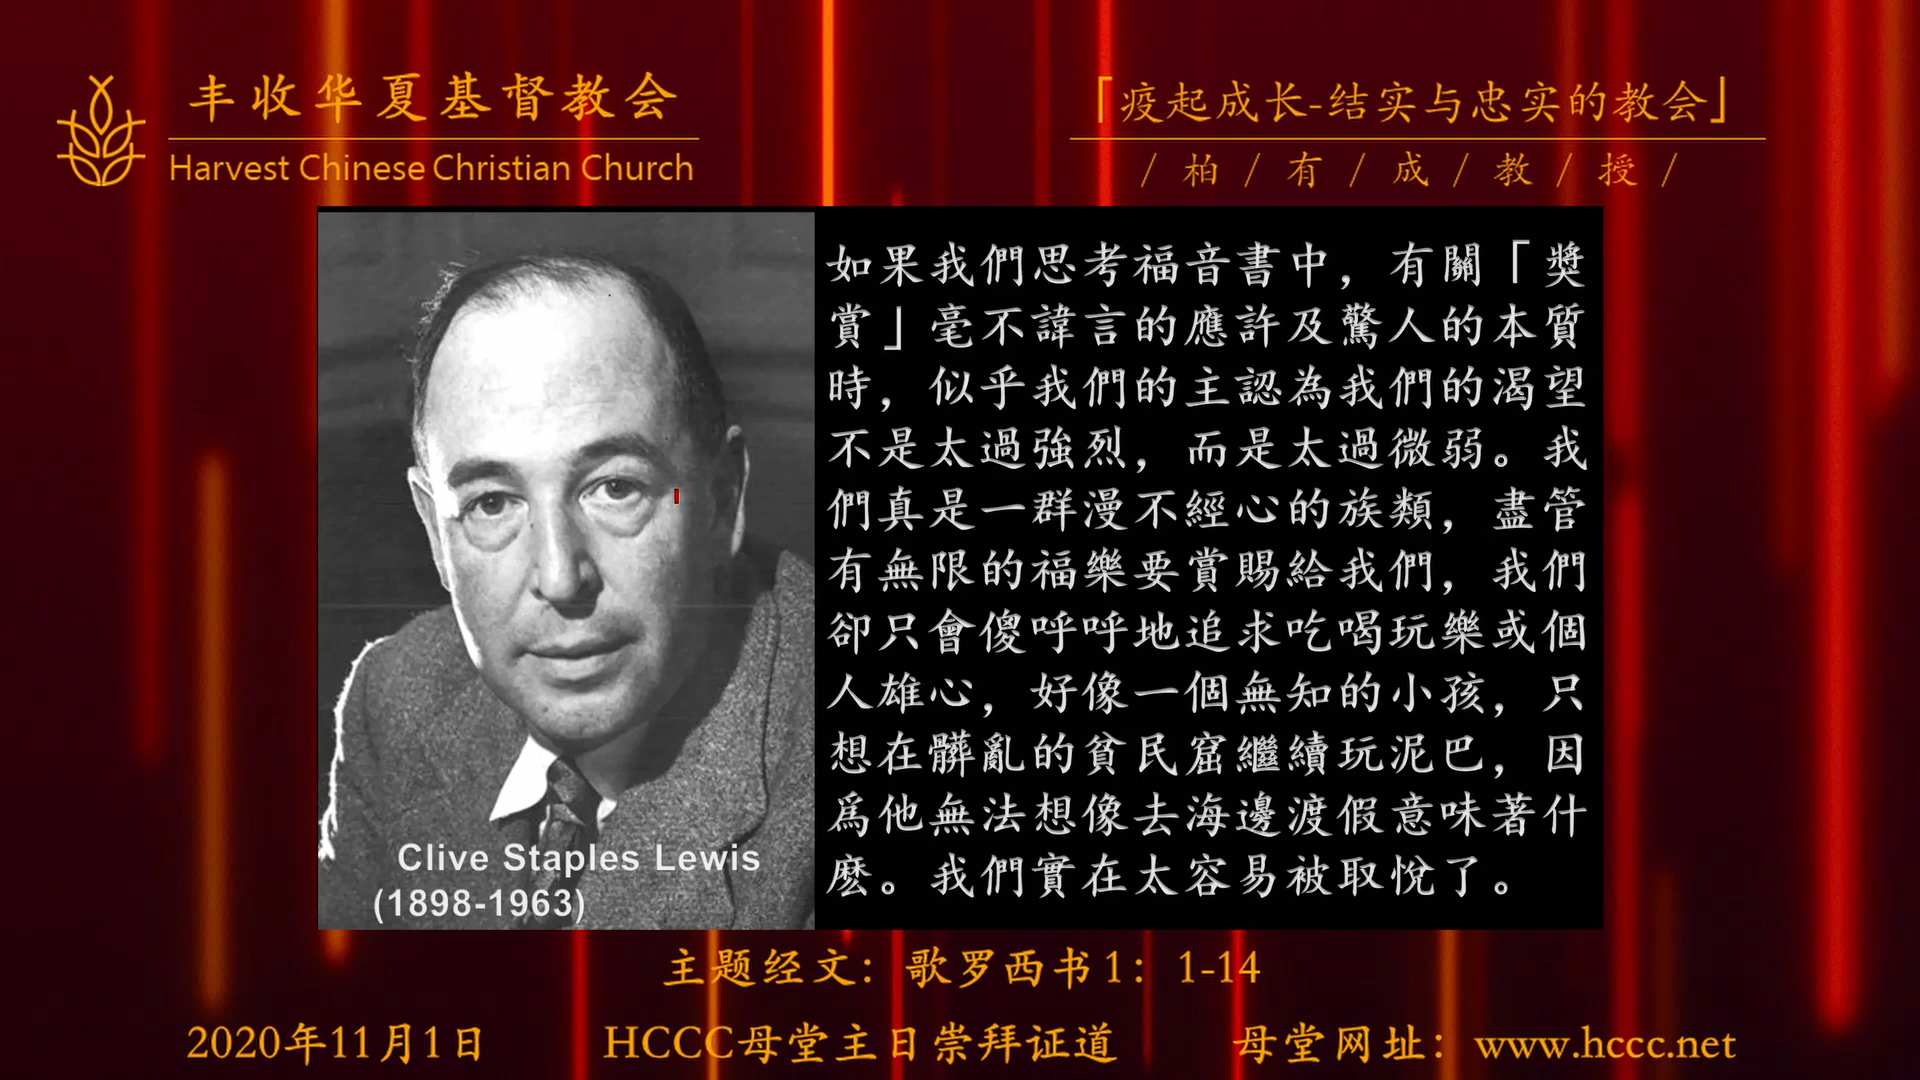 丰收华夏基督教会
Harvest Chinese Christian Church
「疫起成长-结实与忠实的教会」
/ 柏 / 有 / 成 / 教 / 授 /
如果我們思考福音書中，有關「獎
賞」毫不諱言的應許及驚人的本質
時，似乎我們的主認為我們的渴望
不是太過強烈，而是太過微弱。我
們真是一群漫不經心的族類，盡管
有無限的福樂要賞賜給我們，我們
卻只會傻呼呼地追求吃喝玩樂或個
人雄心，好像一個無知的小孩，只
想在髒亂的貧民窟繼續玩泥巴，因
爲他無法想像去海邊渡假意味著什
麽。我們實在太容易被取悅了。
Clive Staples Lewis
(1898-1963)
主题经文：歌罗西书1：1-14
2020年11月1日
HCCC母堂主日崇拜证道
母堂网址：www.hccc.net